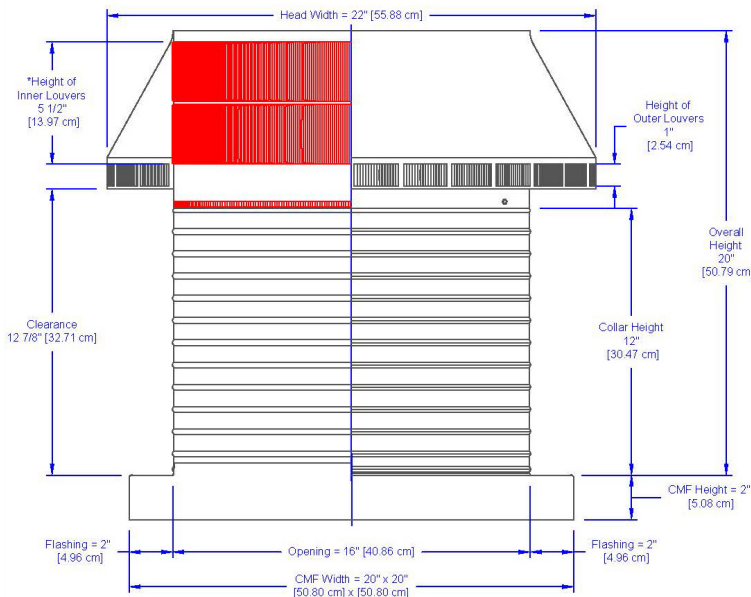 Head Width = 22" [55.88 cm]
*Height of
Inner Louvers
5 1/2"
[13.97 cm]
Height of
Outer Louvers
1"
[2.54 cm]
Overall
Height
20"
[50.79 cm]
Clearance
12 7/8" [32.71 cm]
Collar Height
12"
[30.47 cm]
CMF Height = 2"
[5.08 cm]
Flashing = 2"
[4.96 cm]
Opening = 16" [40.86 cm]
Flashing = 2"
[4.96 cm]
CMF Width = 20" x 20"
[50.80 cm] x [50.80 cm]